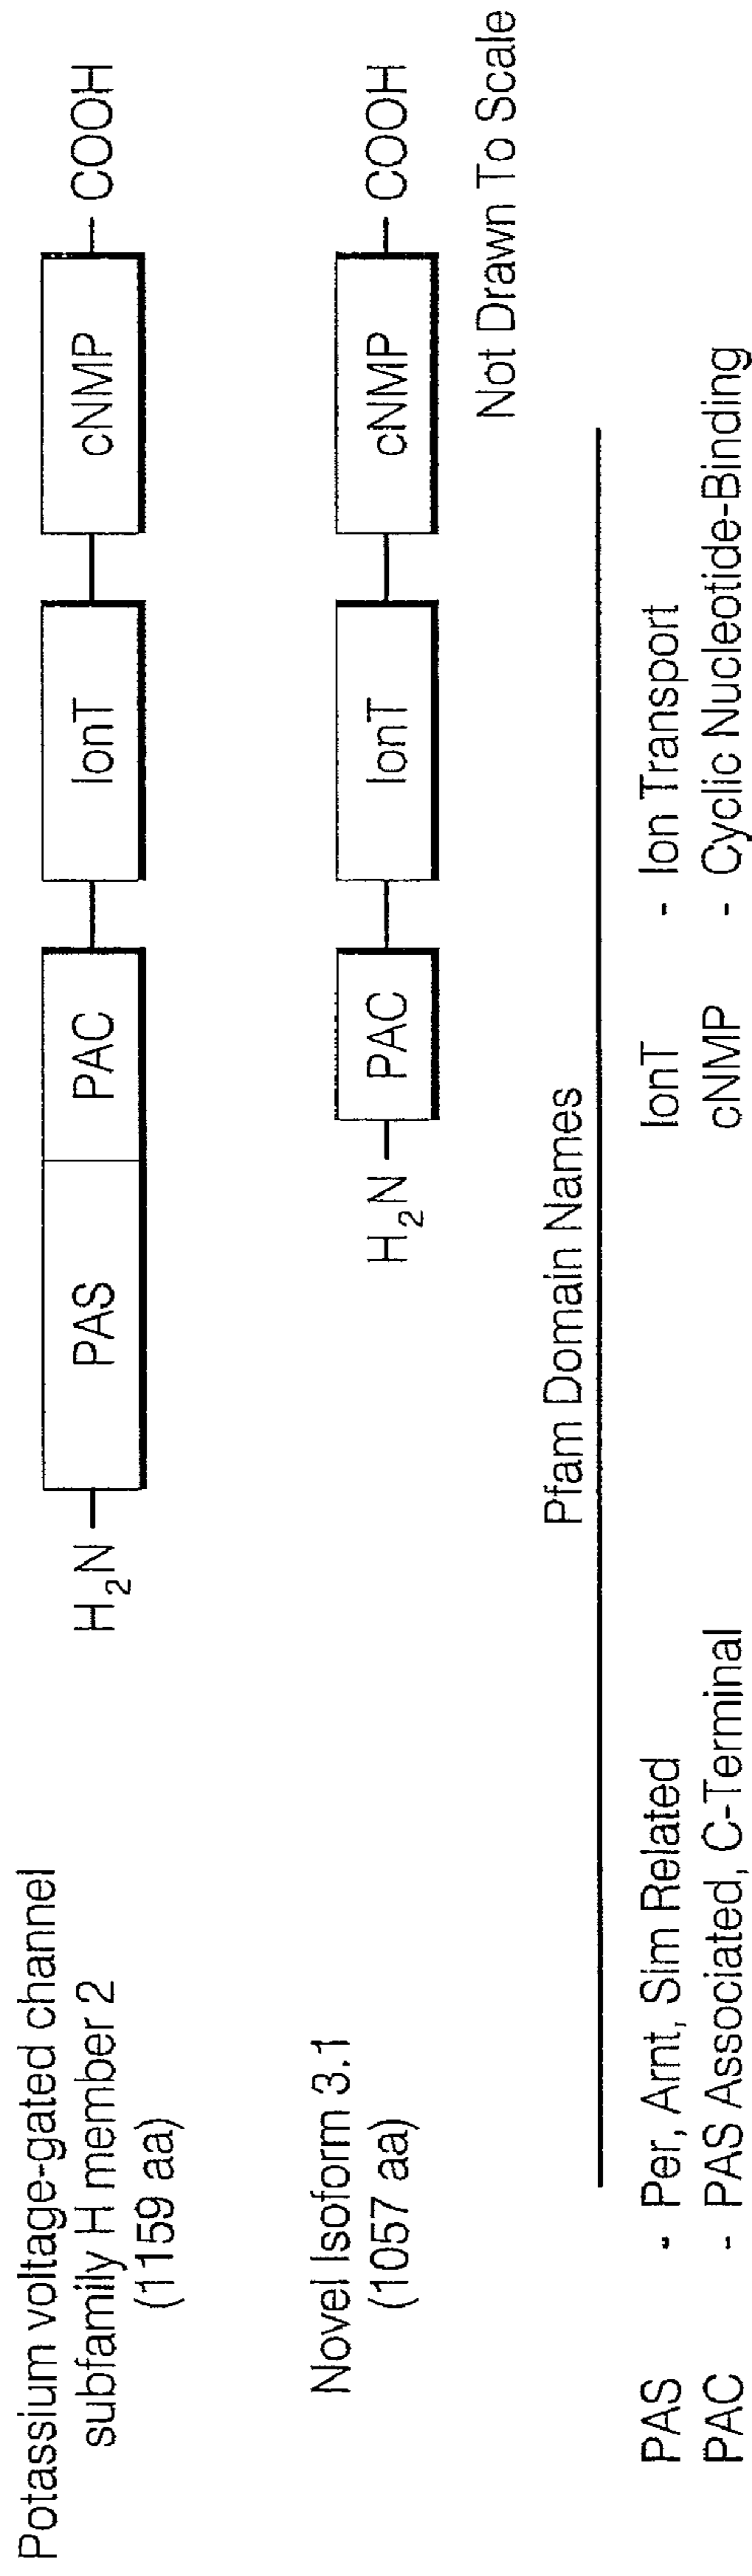 Potassium voltage-gated channel
subfamily H member 2
(1159 aa)
H2N PAS PAC IonT cNMP COOH
Novel Isoform 3.1
(1057 aa)
H2N PAC IonT cNMP COOH
Not Drawn To Scale
Pfam Domain Names
PAS - Per, Arnt, Sim Related
IonT - Ion Transport
PAC - PAS Associated, C-Terminal
cNMP - Cyclic Nucleotide-Binding